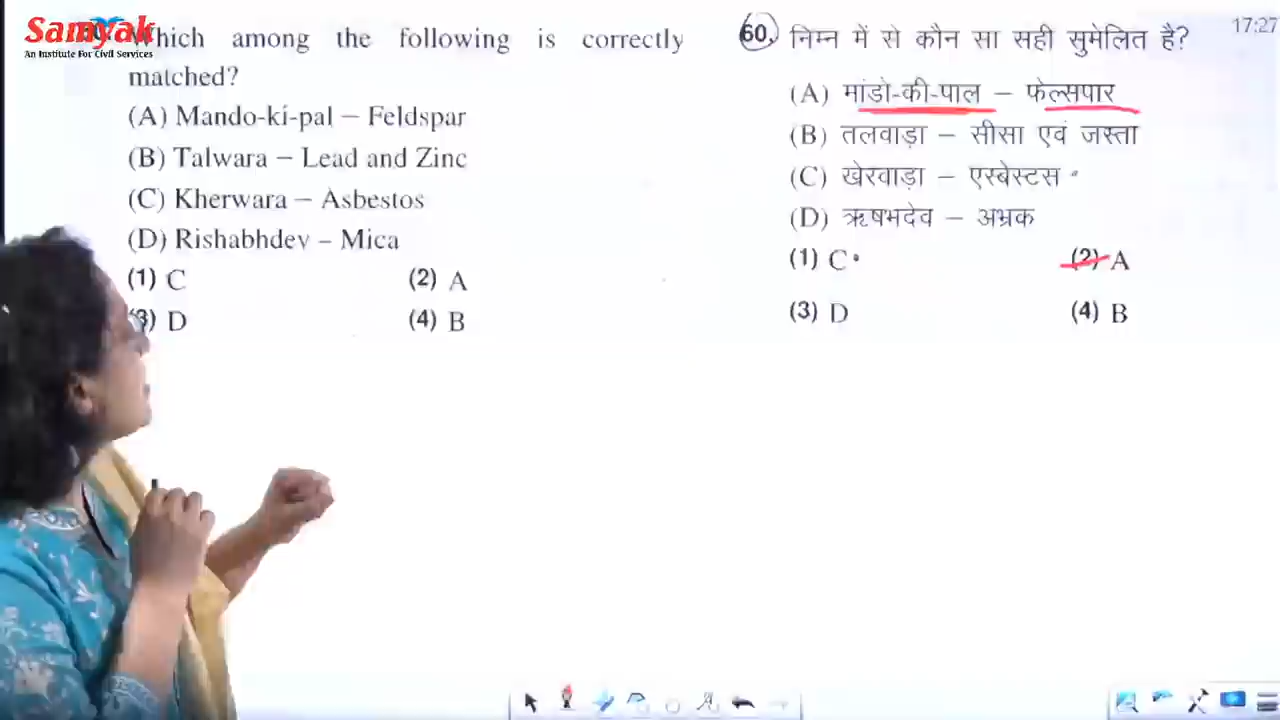 Samyak
An Institute For Civil Services
Which among the following is correctly
matched?
(A) Mando-ki-pal – Feldspar
(B) Talwara – Lead and Zinc
(C) Kherwara – Asbestos
(D) Rishabhdev – Mica
(1) C (2) A
(3) D (4) B
60. निम्न में से कौन सा सही सुमेलित है?
17:27
(A) मांडो-की-पाल – फेल्सपार
(B) तलवाड़ा – सीसा एवं जस्ता
(C) खेरवाड़ा – एस्बेस्टस
(D) ऋषभदेव – अभ्रक
(1) C (2) A
(3) D (4) B